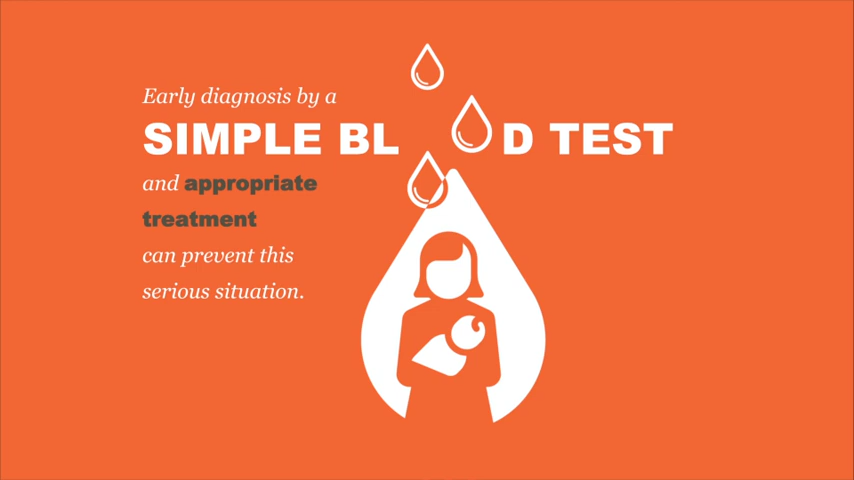 Early diagnosis by a
SIMPLE BL D TEST
and appropriate
treatment
can prevent this
serious situation.